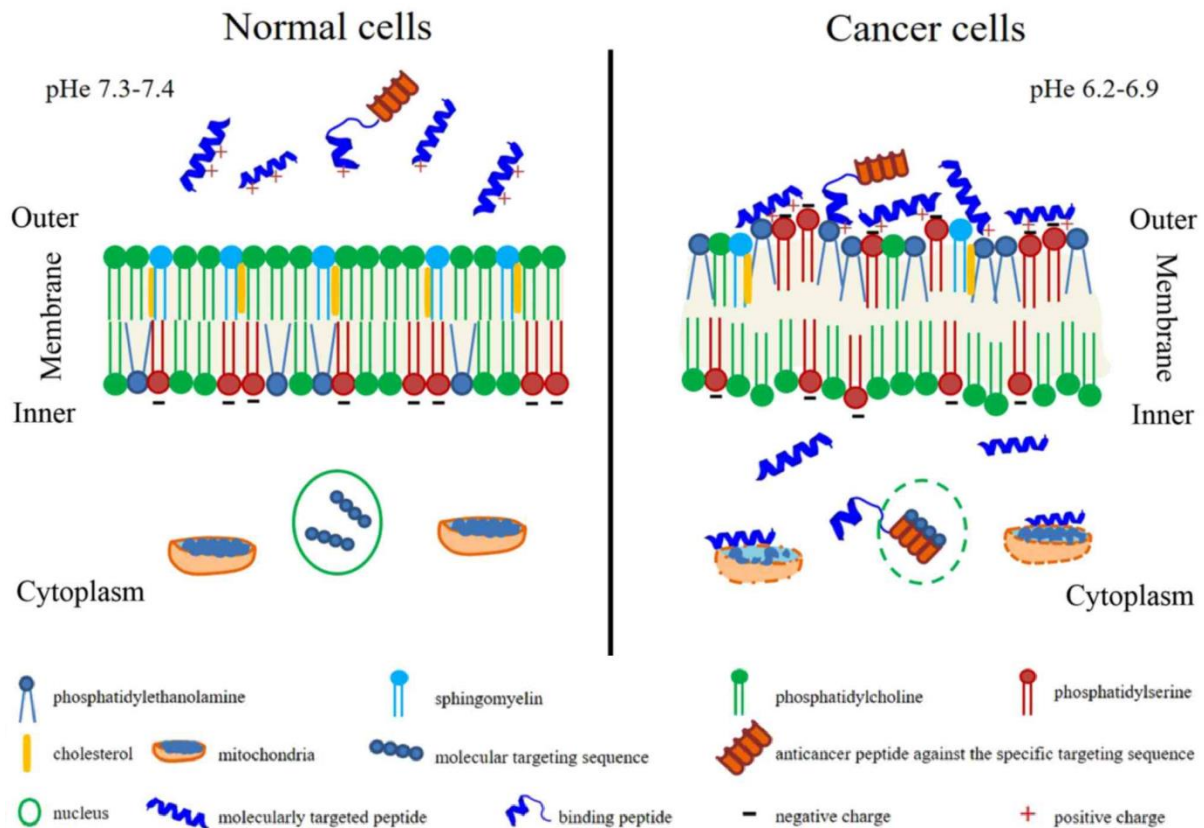 Normal cells
Cancer cells
pHe 7.3-7.4
pHe 6.2-6.9
Outer
Membrane
Inner
Cytoplasm
Outer
Membrane
Inner
Cytoplasm
phosphatidylethanolamine
sphingomyelin
phosphatidylcholine
phosphatidylserine
cholesterol
mitochondria
molecular targeting sequence
anticancer peptide against the specific targeting sequence
nucleus
molecularly targeted peptide
binding peptide
negative charge
positive charge